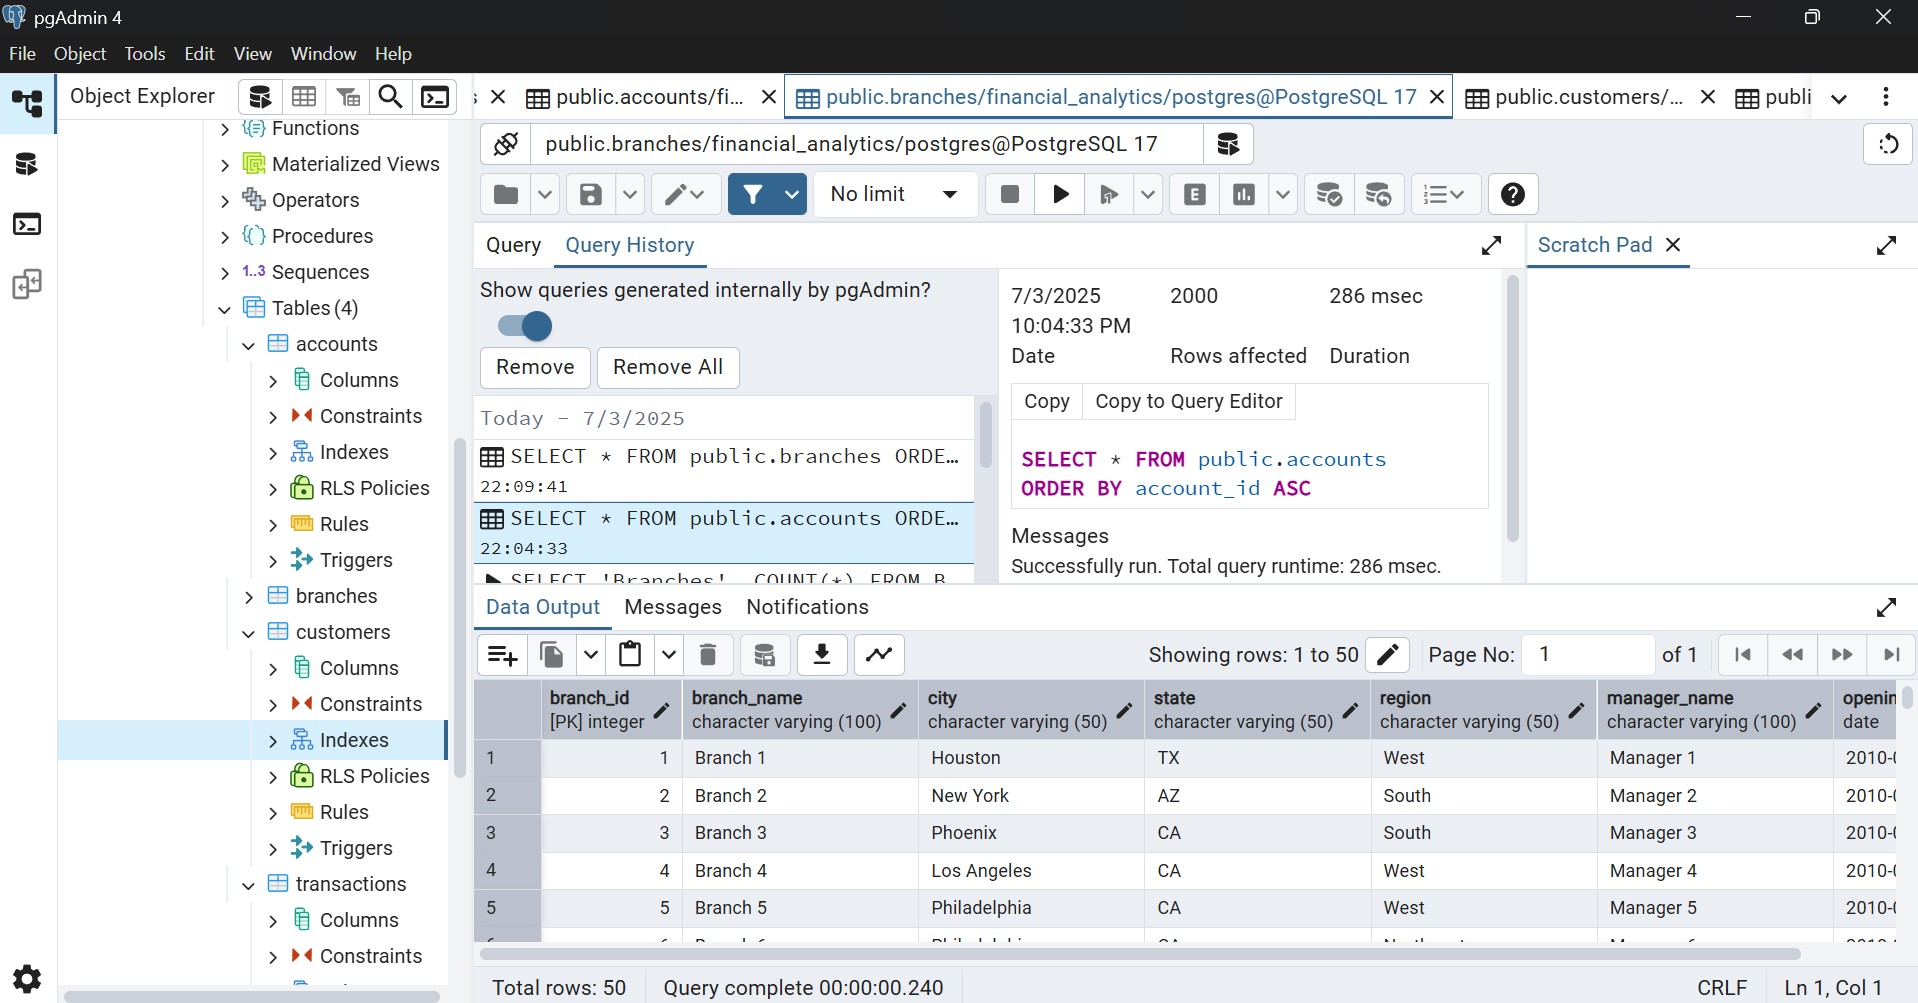 pgAdmin 4
File Object Tools Edit View Window Help
Object Explorer
public.accounts/fi...
public.branches/financial_analytics/postgres@PostgreSQL 17
public.customers/...
publi
public.branches/financial_analytics/postgres@PostgreSQL 17
No limit
E
Functions
Materialized Views
Operators
Procedures
1..3 Sequences
Tables (4)
accounts
Columns
Constraints
Indexes
RLS Policies
Rules
Triggers
branches
customers
Columns
Constraints
Indexes
RLS Policies
Rules
Triggers
transactions
Columns
Constraints
Query Query History
Scratch Pad
Show queries generated internally by pgAdmin?
Remove Remove All
Today - 7/3/2025
SELECT * FROM public.branches ORDE…
22:09:41
SELECT * FROM public.accounts ORDE…
22:04:33
SELECT 'Branches', COUNT(*) FROM B
7/3/2025 2000 286 msec
10:04:33 PM
Date Rows affected Duration
Copy Copy to Query Editor
SELECT * FROM public.accounts
ORDER BY account_id ASC
Messages
Successfully run. Total query runtime: 286 msec.
Data Output Messages Notifications
Showing rows: 1 to 50 Page No: 1 of 1
branch_id branch_name city state region manager_name openin
[PK] integer character varying (100) character varying (50) character varying (50) character varying (50) character varying (100) date
1 1 Branch 1 Houston TX West Manager 1 2010-0
2 2 Branch 2 New York AZ South Manager 2 2010-0
3 3 Branch 3 Phoenix CA South Manager 3 2010-0
4 4 Branch 4 Los Angeles CA West Manager 4 2010-0
5 5 Branch 5 Philadelphia CA West Manager 5 2010-0
Total rows: 50 Query complete 00:00:00.240 CRLF Ln 1, Col 1